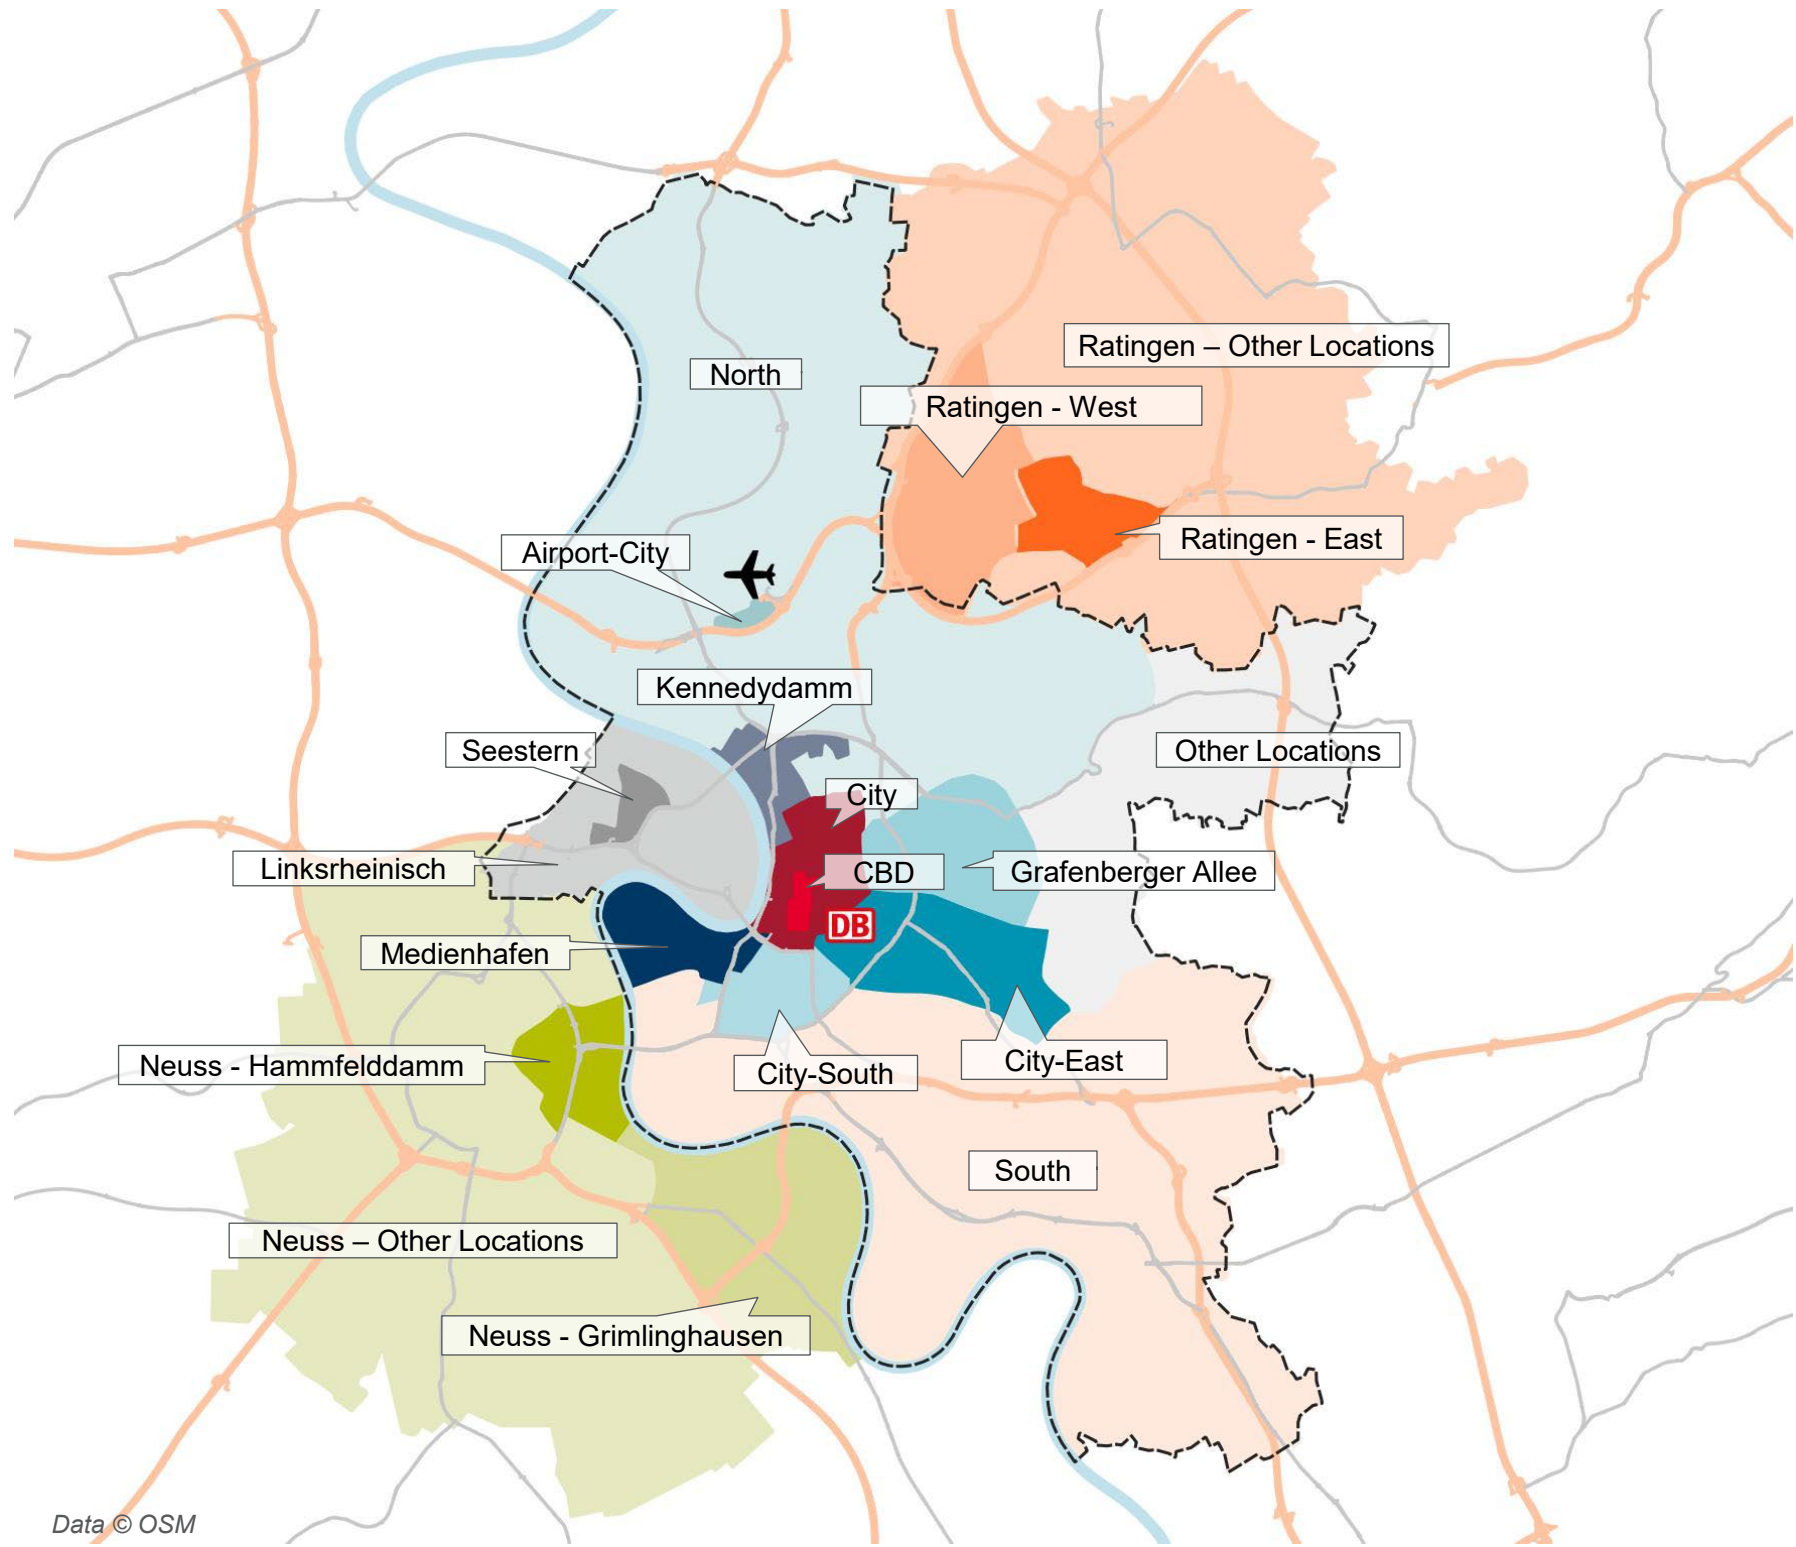 Ratingen – Other Locations
North
Ratingen - West
Ratingen - East
Airport-City
Kennedydamm
Seestern
Other Locations
City
Linksrheinisch
CBD
Grafenberger Allee
DB
Medienhafen
Neuss - Hammfelddamm
City-South
City-East
South
Neuss – Other Locations
Neuss - Grimlinghausen
Data © OSM